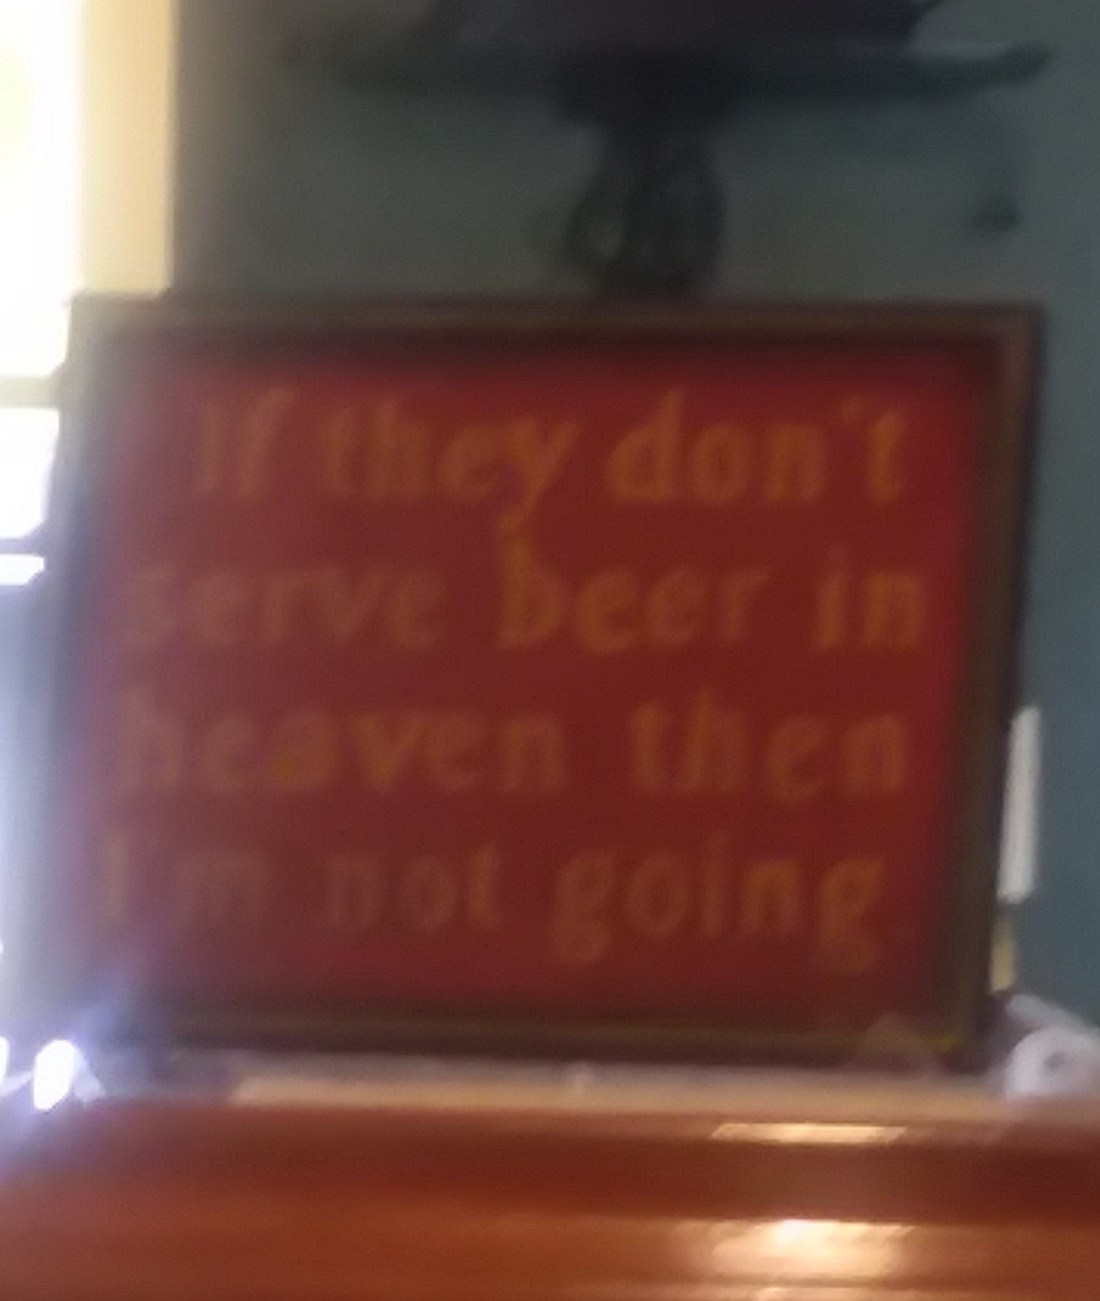 If they don't
serve beer in
heaven then
I'm not going